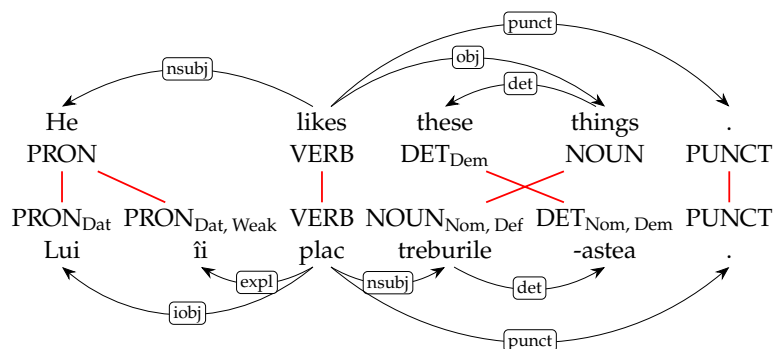 punct
obj
nsubj
det
He likes these things .
PRON VERB DET_Dem NOUN PUNCT
PRON_Dat PRON_Dat, Weak VERB NOUN_Nom, Def DET_Nom, Dem PUNCT
Lui îi plac treburile -astea .
expl nsubj det
iobj
punct